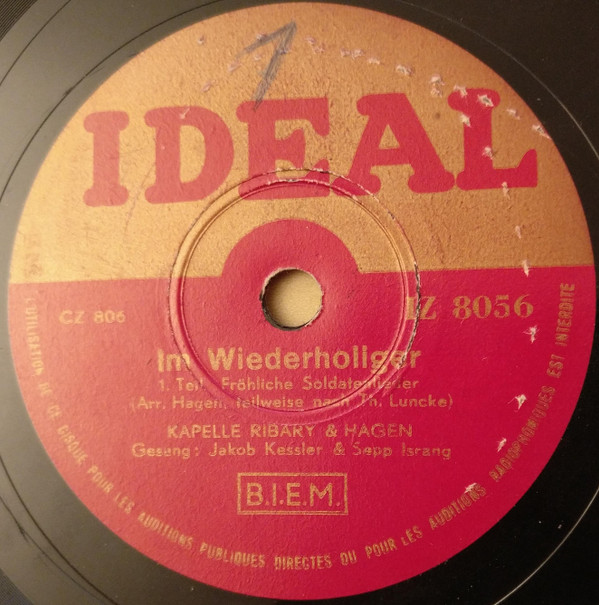 1
IDEAL
CZ 806
IZ 8056
Im Wiederholiger
1. Teil: Fröhliche Soldatenlieder
(Arr. Hagen, teilweise nach Th. Luncke)
KAPELLE RIBARY & HAGEN
Gesang: Jakob Kessler & Sepp Israng
B.I.E.M.
L'UTILISATION DE CE DISQUE POUR LES AUDITIONS PUBLIQUES DIRECTES OU POUR LES AUDITIONS RADIOPHONIQUES EST INTERDITE